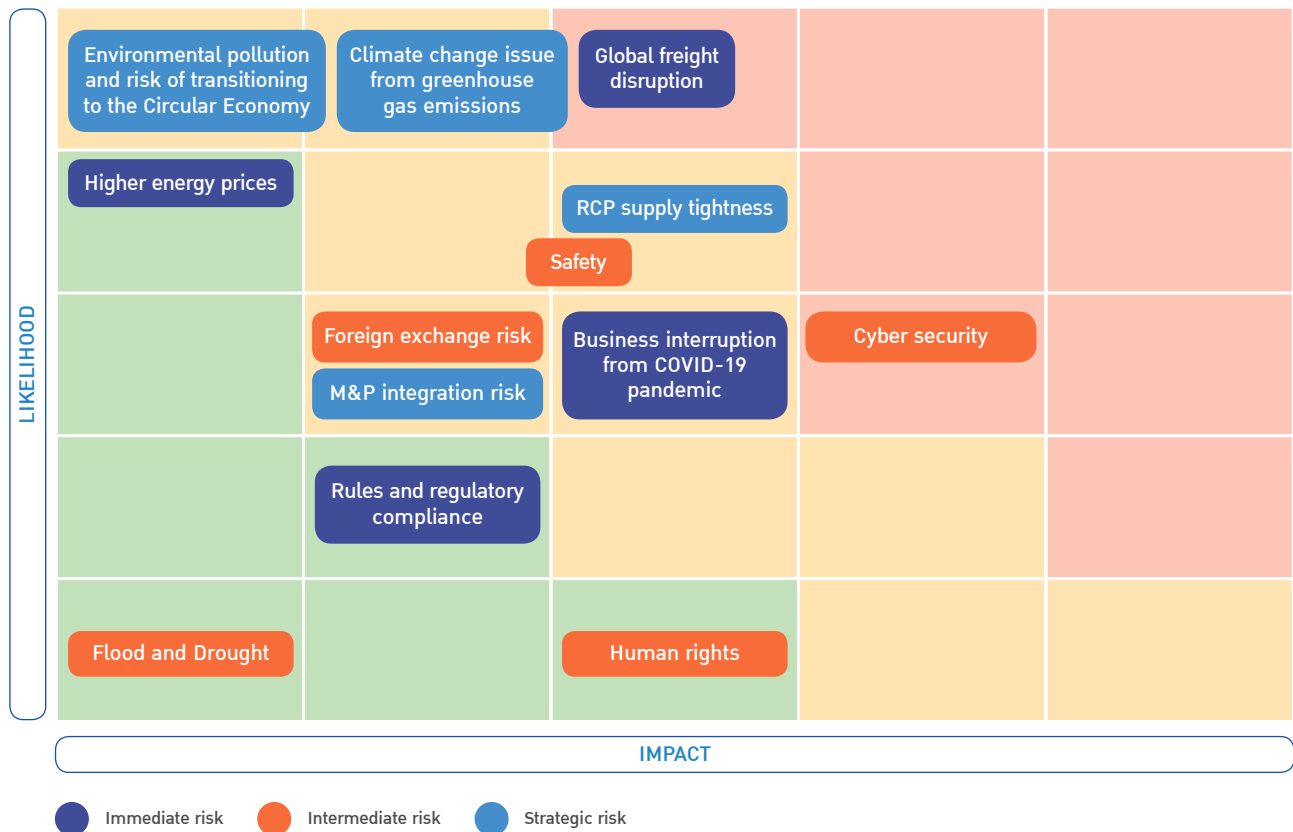 Environmental pollution
and risk of transitioning
to the Circular Economy
Climate change issue
from greenhouse
gas emissions
Global freight
disruption
Higher energy prices
RCP supply tightness
Safety
LIKELIHOOD
Foreign exchange risk
M&P integration risk
Business interruption
from COVID-19
pandemic
Cyber security
Rules and regulatory
compliance
Flood and Drought
Human rights
IMPACT
Immediate risk
Intermediate risk
Strategic risk